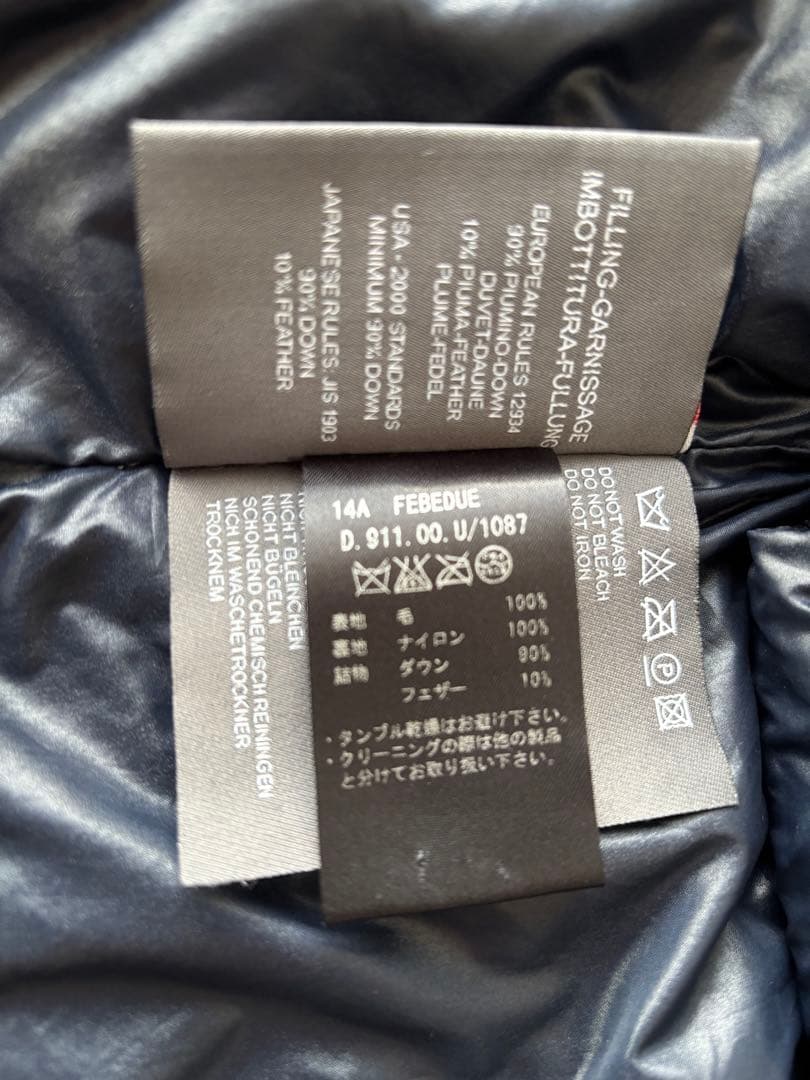 FILLING-GARNISSAGE
IMBOTTITURA-FULLUNG
EUROPEAN RULES 12934
90% PIUMINO-DOWN
DUVET-DAUNE
10% PIUMA-FEATHER
PLUME-FEDEL
USA - 2000 STANDARDS
MINIMUM 90% DOWN
JAPANESE RULES JIS 1903
90% DOWN
10% FEATHER
14A FEBEDUE
D.911.00.U/1087
表地 毛 100%
裏地 ナイロン 100%
詰物 ダウン 90%
フェザー 10%
・タンブル乾燥はお避け下さい。
・クリーニングの際は他の製品
と分けてお取り扱い下さい。
DO NOT WASH
DO NOT BLEACH
DO NOT IRON
P
NICHT BLEINCHEN
NICHT BÜGELN
SCHONEND CHEMISCH REININGEN
NICH IM WASCHETROCKNER
TROCKNEM